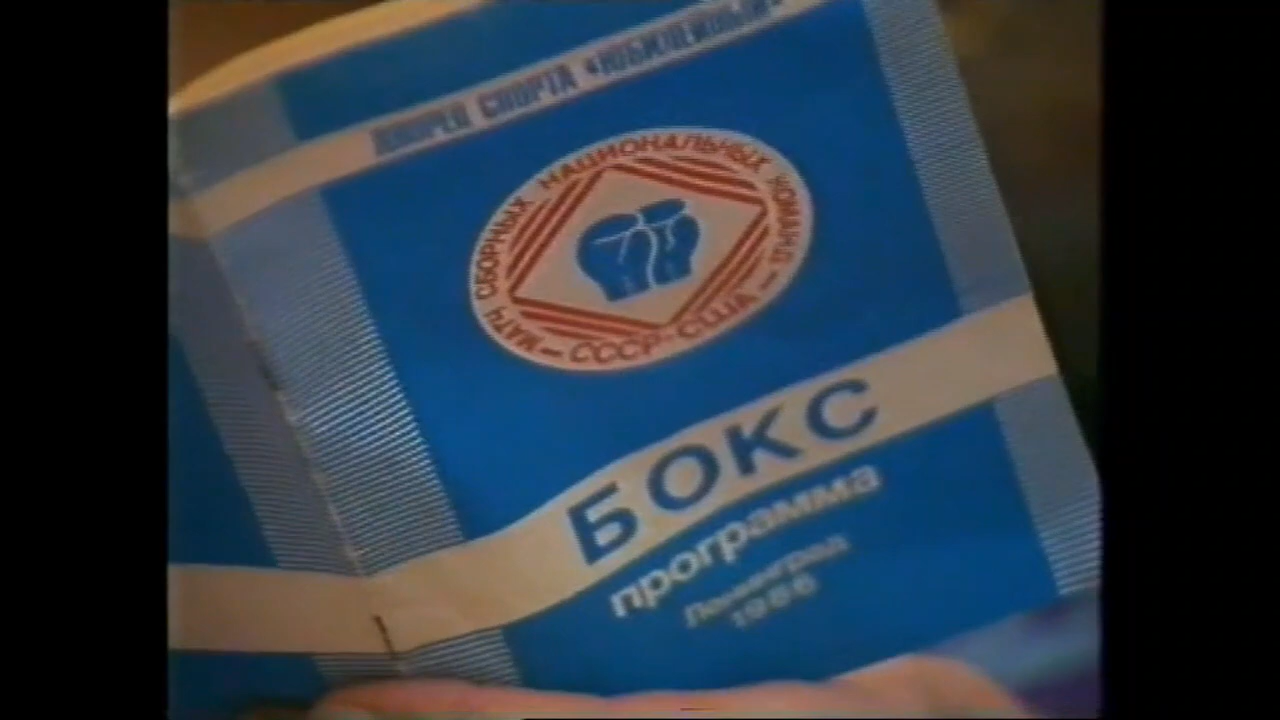 ДВОРЕЦ СПОРТА «ЮБИЛЕЙНЫЙ»
МАТЧ СБОРНЫХ НАЦИОНАЛЬНЫХ КОМАНД —
СССР-США —
БОКС
программа
Ленинград
1986